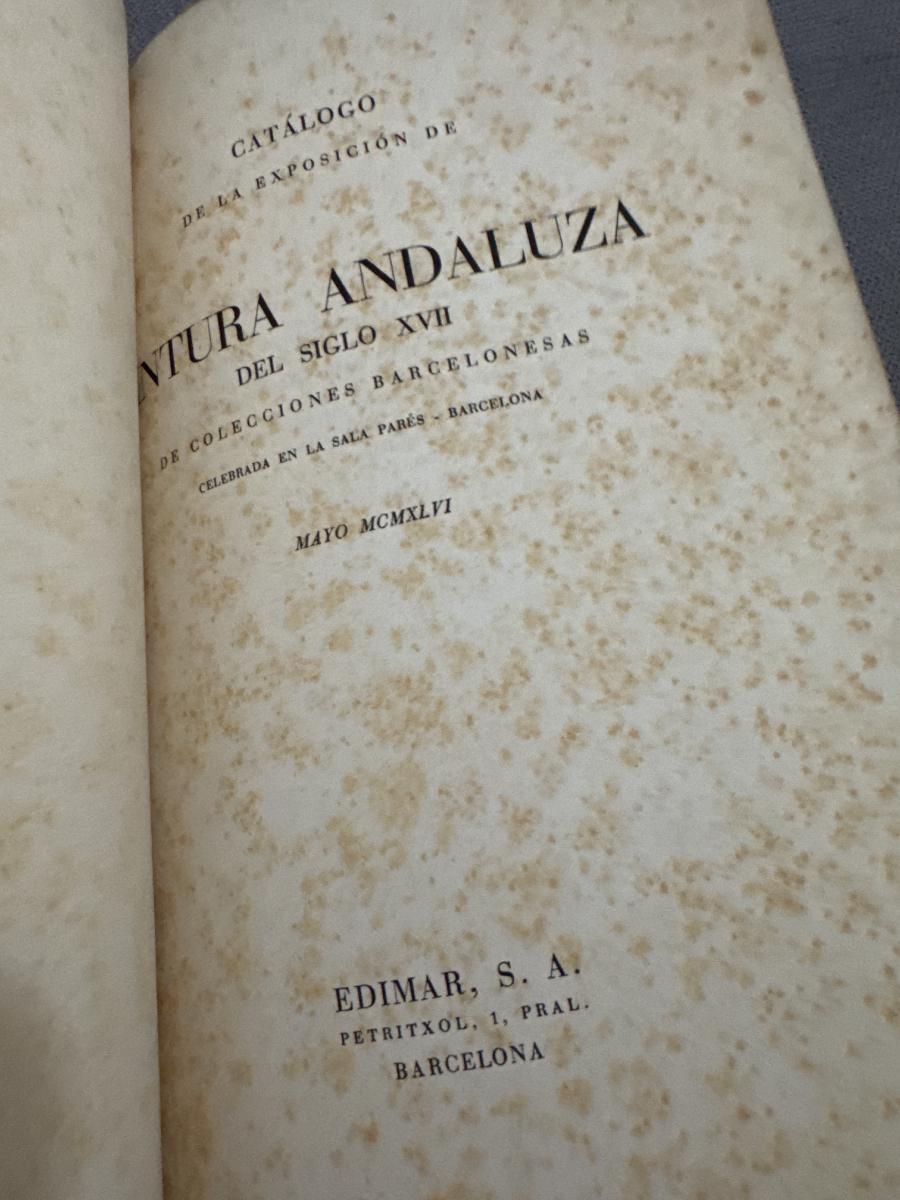 CATÁLOGO
DE LA EXPOSICIÓN DE
NTURA ANDALUZA
DEL SIGLO XVII
DE COLECCIONES BARCELONESAS
CELEBRADA EN LA SALA PARÉS - BARCELONA
MAYO MCMXLVI
EDIMAR, S. A.
PETRITXOL, 1, PRAL.
BARCELONA